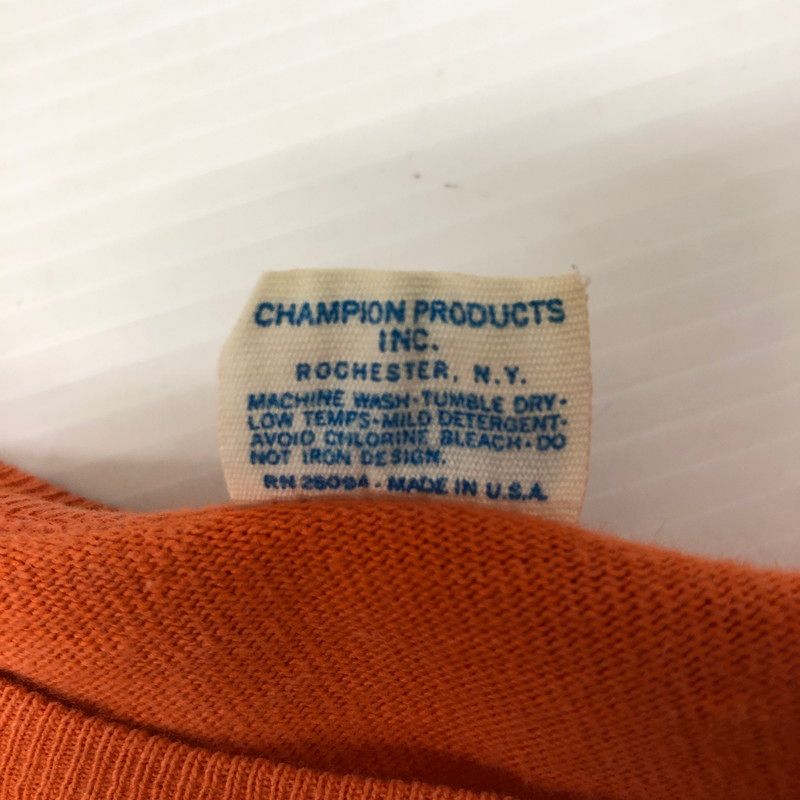 CHAMPION PRODUCTS
INC.
ROCHESTER, N.Y.
MACHINE WASH·TUMBLE DRY·
LOW TEMPS·MILD DETERGENT·
AVOID CHLORINE BLEACH·DO
NOT IRON DESIGN.
RN 26094 · MADE IN U.S.A.